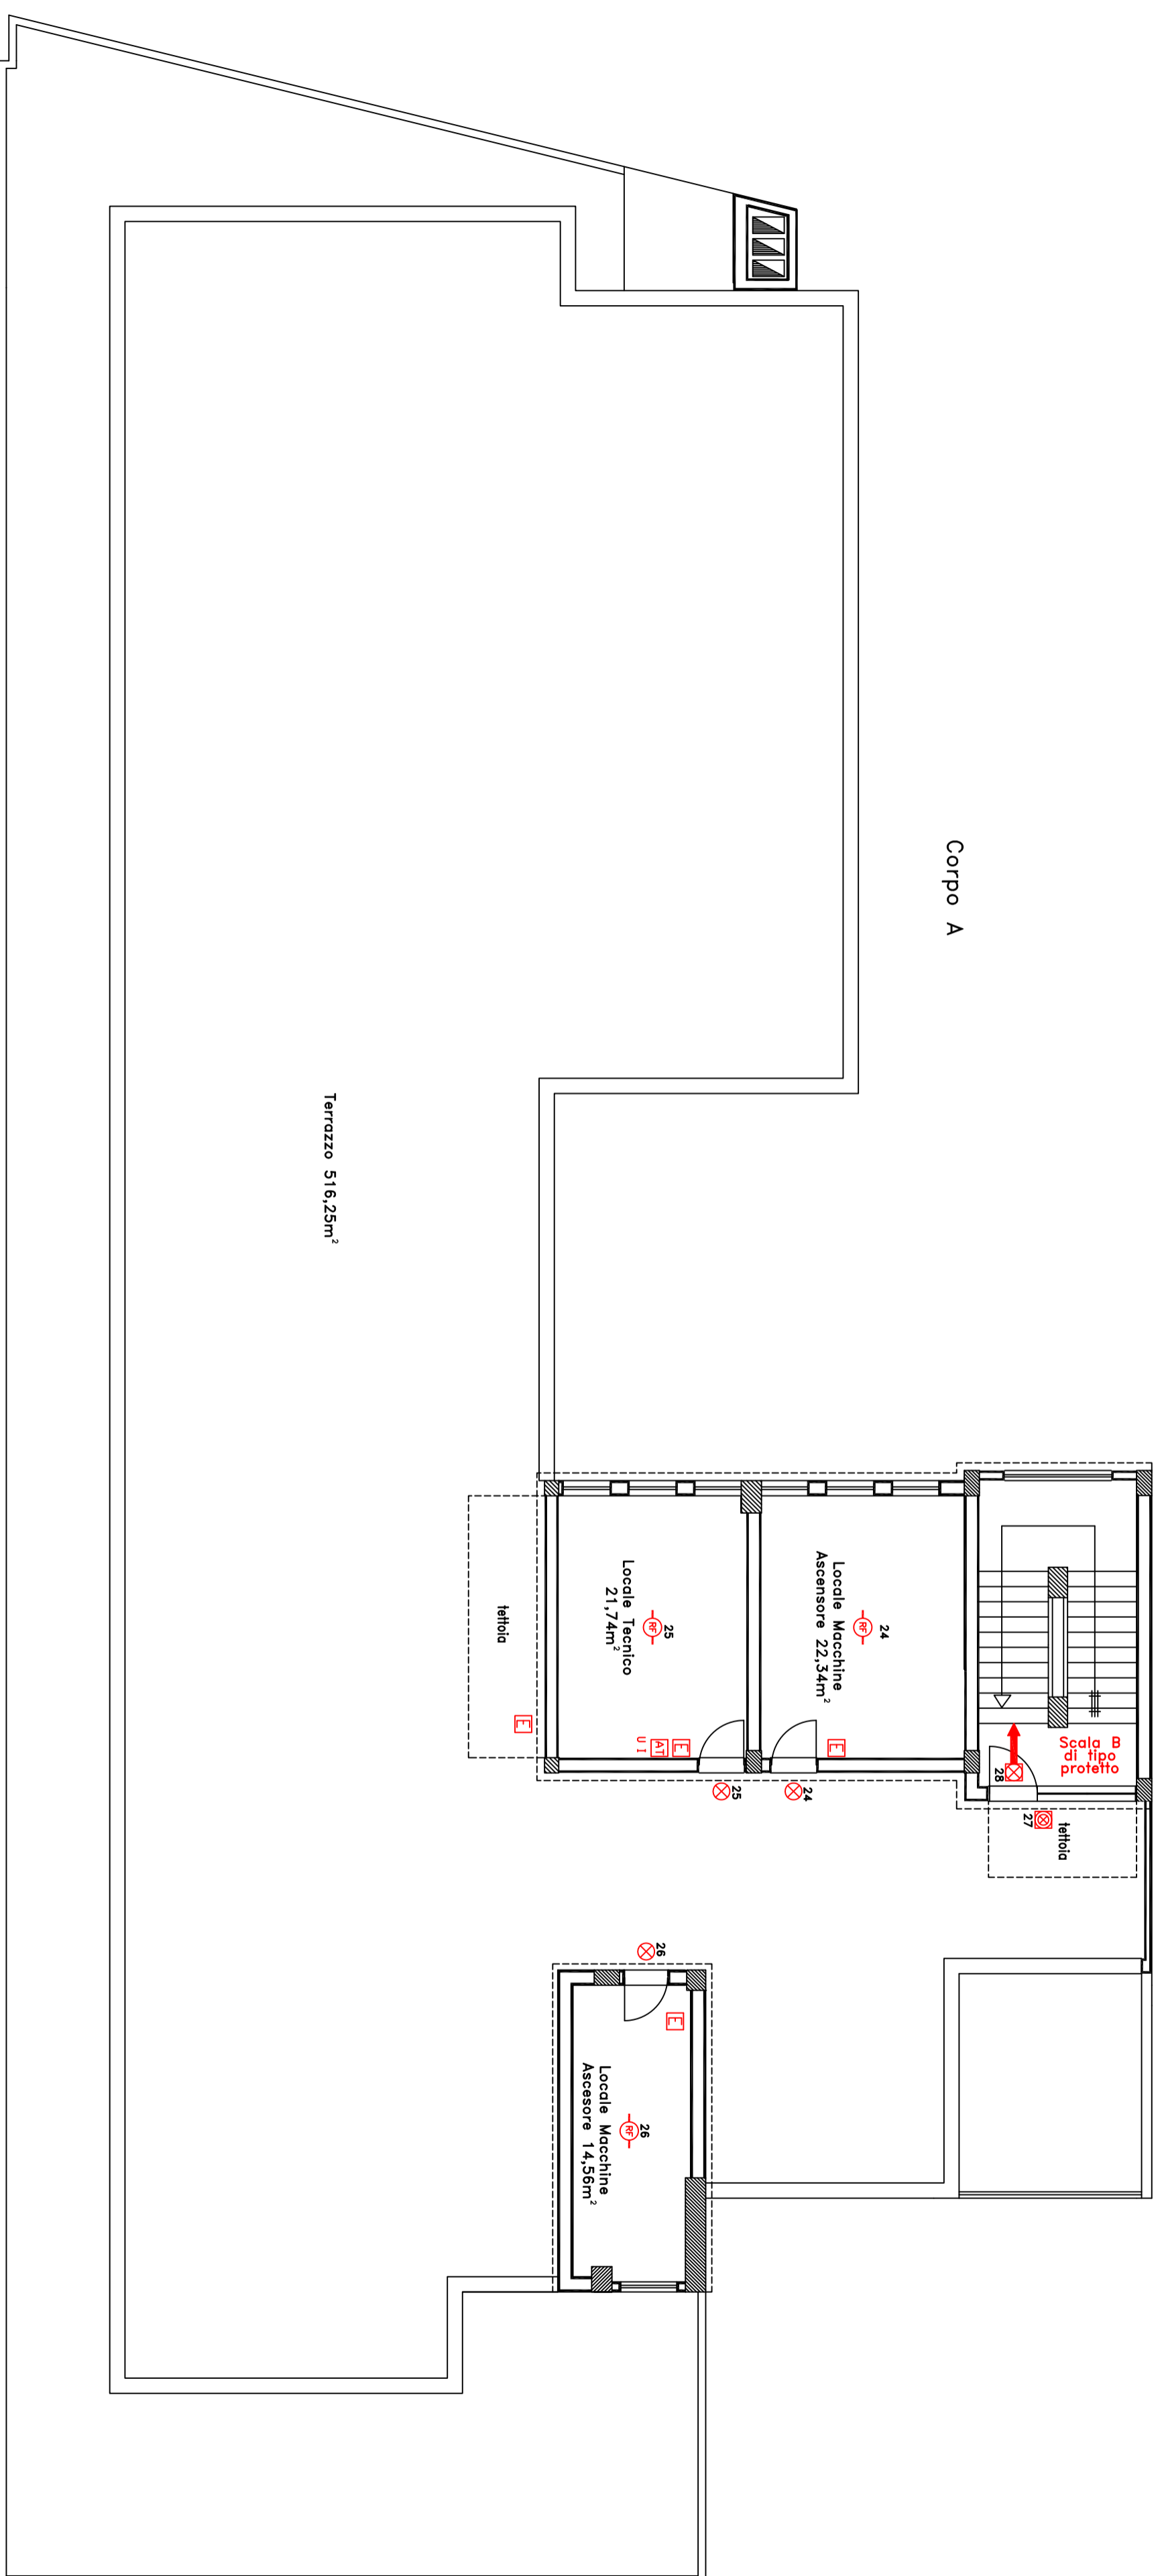 Corpo A
Terrazzo 516,25m²
Scala B
di tipo
protetto
28
27
tettoia
24
RF
Locale Macchine
Ascensore 22,34m²
E
24
25
RF
Locale Tecnico
21,74m²
E
AT
U I
25
tettoia
E
26
E
26
RF
Locale Macchine
Ascesore 14,56m²